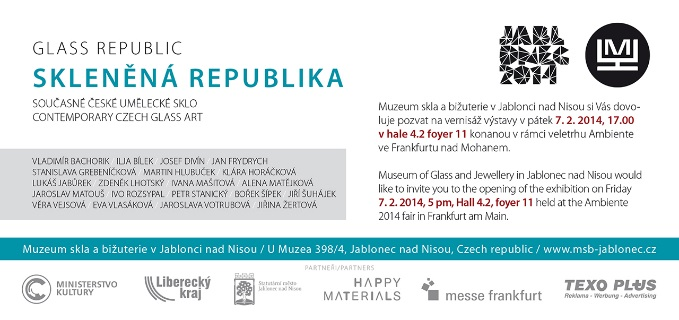 GLASS REPUBLIC
SKLENĚNÁ REPUBLIKA
SOUČASNÉ ČESKÉ UMĚLECKÉ SKLO
CONTEMPORARY CZECH GLASS ART
VLADIMÍR BACHORIK ILJA BÍLEK JOSEF DIVÍN JAN FRYDRYCH
STANISLAVA GREBENÍČKOVÁ MARTIN HLUBUČEK KLÁRA HORÁČKOVÁ
LUKÁŠ JABŮREK ZDENĚK LHOTSKÝ IVANA MAŠITOVÁ ALENA MATĚJKOVÁ
JAROSLAV MATOUŠ IVO ROZSYPAL PETR STANICKÝ BOŘEK ŠÍPEK JIŘÍ ŠUHÁJEK
VĚRA VEJSOVÁ EVA VLASÁKOVÁ JAROSLAVA VOTRUBOVÁ JIŘINA ŽERTOVÁ
JABLONEC 2014
Muzeum skla a bižuterie v Jablonci nad Nisou si Vás dovo-
luje pozvat na vernisáž výstavy v pátek 7. 2. 2014, 17.00
v hale 4.2 foyer 11 konanou v rámci veletrhu Ambiente
ve Frankfurtu nad Mohanem.
Museum of Glass and Jewellery in Jablonec nad Nisou would
like to invite you to the opening of the exhibition on Friday
7. 2. 2014, 5 pm, Hall 4.2, foyer 11 held at the Ambiente
2014 fair in Frankfurt am Main.
Muzeum skla a bižuterie v Jablonci nad Nisou / U Muzea 398/4, Jablonec nad Nisou, Czech republic / www.msb-jablonec.cz
PARTNEŘI/PARTNERS
MINISTERSTVO
KULTURY
Liberecký
kraj
Statutární město
Jablonec nad Nisou
HAPPY
MATERIALS
messe frankfurt
TEXO PLUS
Reklama - Werbung - Advertising